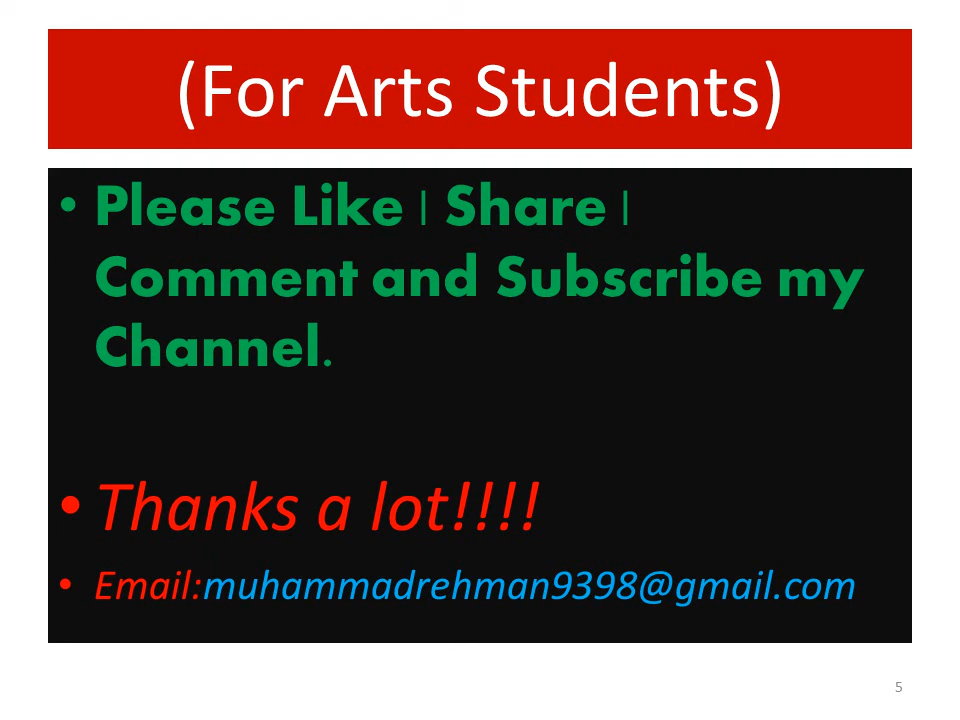 (For Arts Students)
• Please Like | Share |
Comment and Subscribe my
Channel.
• Thanks a lot!!!!
• Email:muhammadrehman9398@gmail.com
5